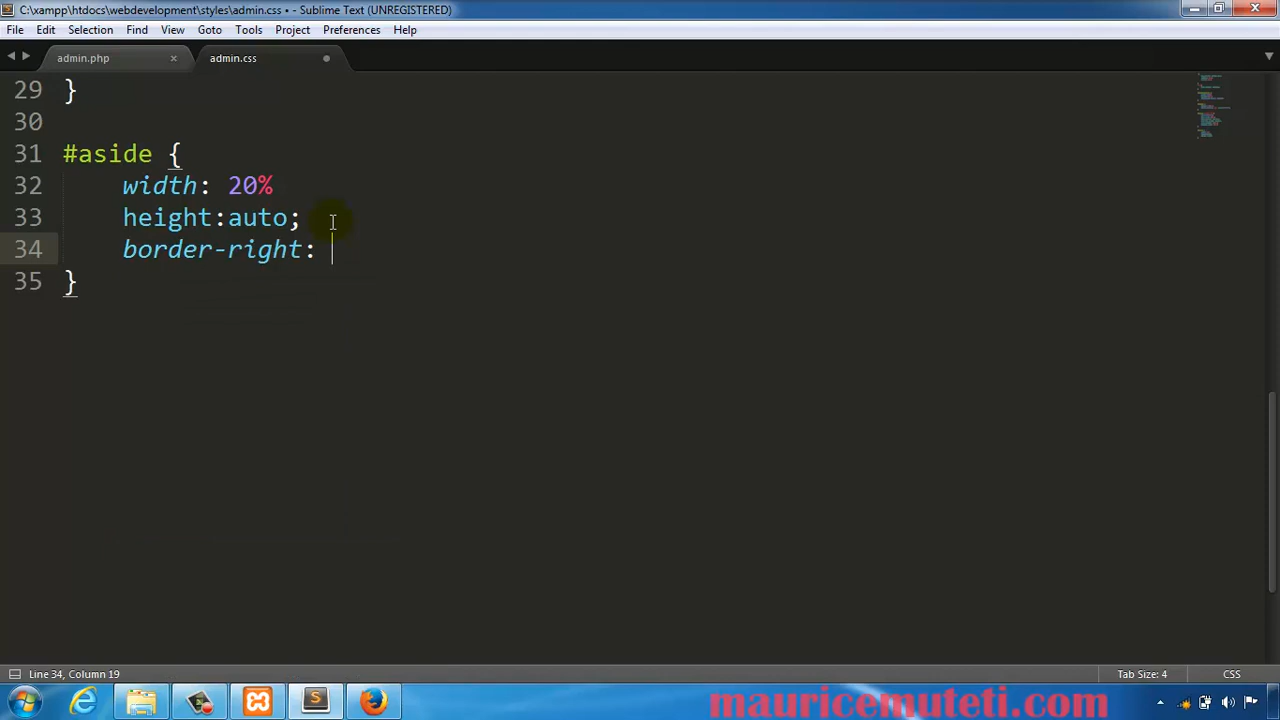 C:\xampp\htdocs\webdevelopment\styles\admin.css • - Sublime Text (UNREGISTERED)
File Edit Selection Find View Goto Tools Project Preferences Help
admin.php × admin.css
29 }
30
31 #aside {
32 width: 20%
33 height:auto;
34 border-right:
35 }
Line 34, Column 19 Tab Size: 4 CSS
mauricemuteti.com